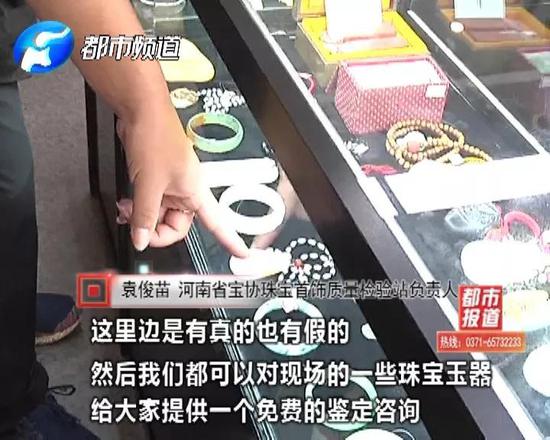 都市频道
袁俊苗 河南省宝协珠宝首饰质量检验站负责人
都市
报道
热线：0371-65732233
这里边是有真的也有假的
然后我们都可以对现场的一些珠宝玉器
给大家提供一个免费的鉴定咨询